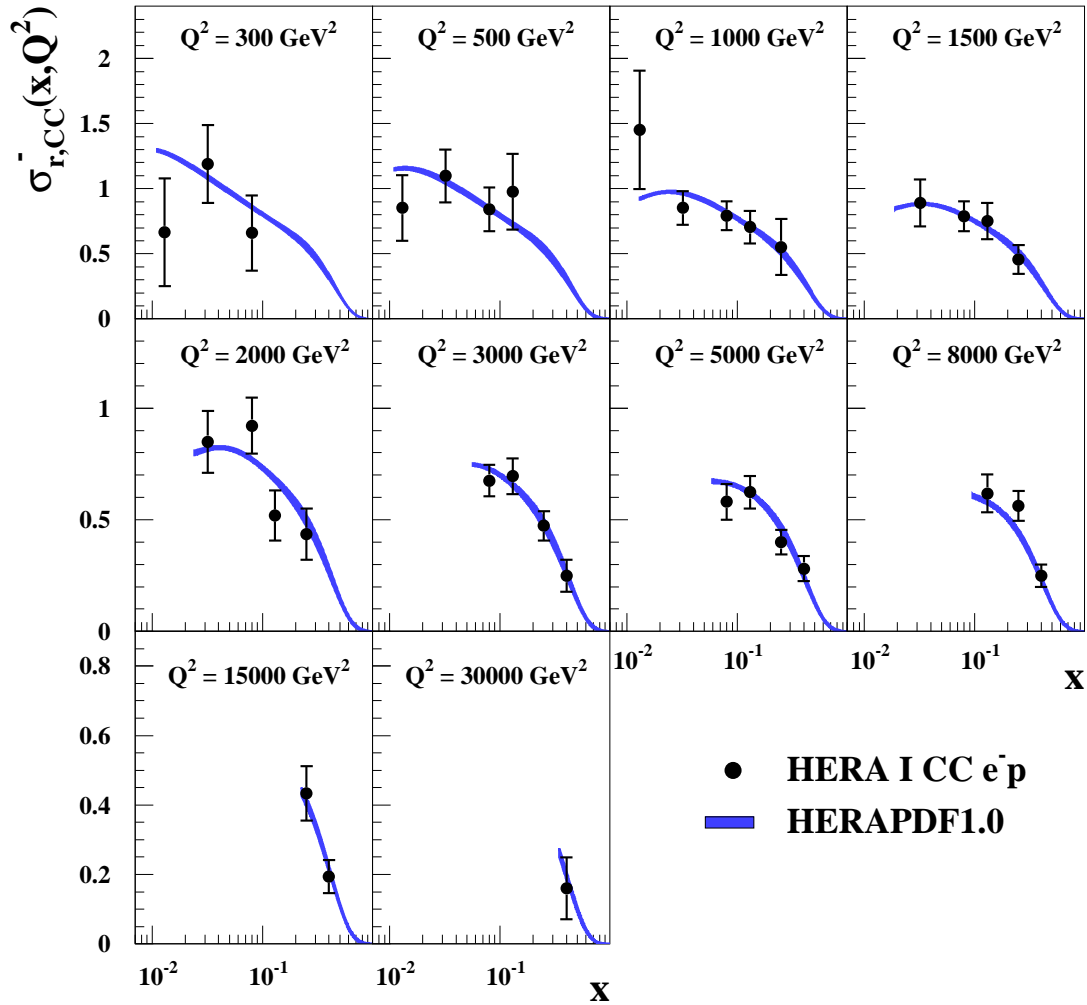 σ⁻r,CC(x,Q²)
Q² = 300 GeV²
Q² = 500 GeV²
Q² = 1000 GeV²
Q² = 1500 GeV²
2
1.5
1
0.5
0
Q² = 2000 GeV²
Q² = 3000 GeV²
Q² = 5000 GeV²
Q² = 8000 GeV²
1
0.5
0
10⁻² 10⁻¹ 10⁻² 10⁻¹
x
Q² = 15000 GeV²
Q² = 30000 GeV²
0.8
0.6
0.4
0.2
0
10⁻² 10⁻¹ 10⁻² 10⁻¹
x
HERA I CC e⁻p
HERAPDF1.0